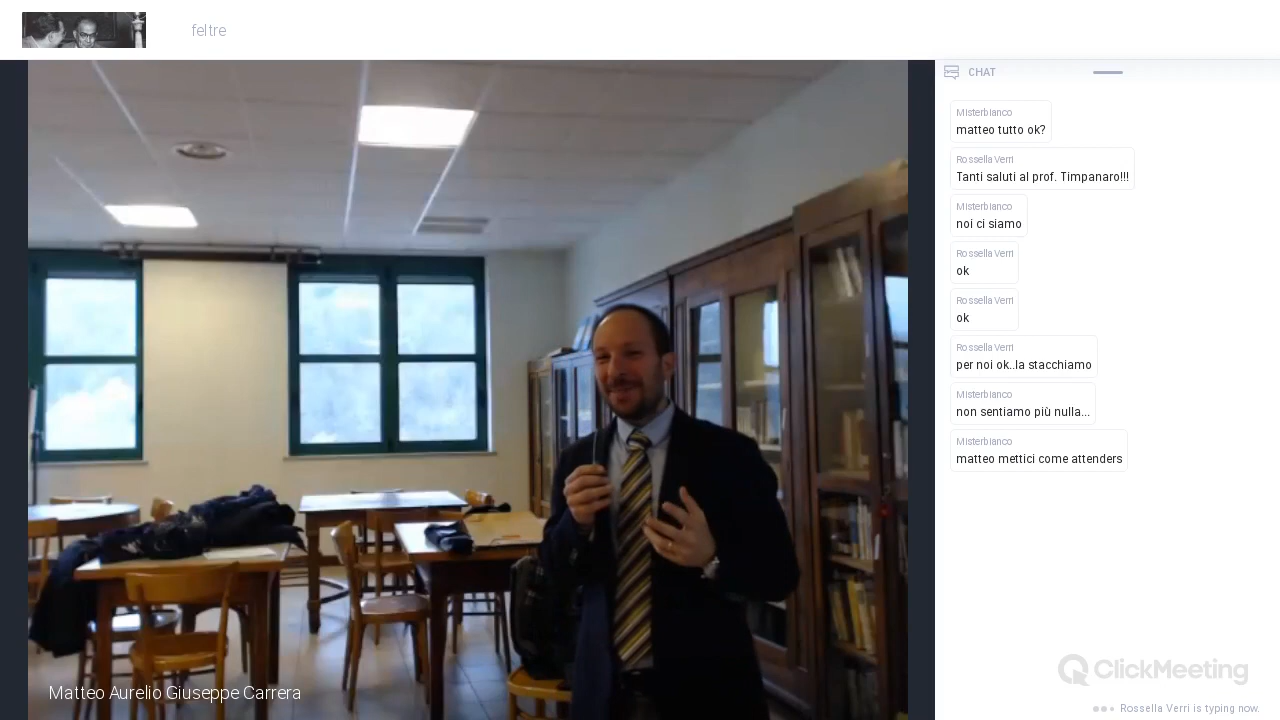 feltre
CHAT
Misterbianco
matteo tutto ok?
Rossella Verri
Tanti saluti al prof. Timpanaro!!!
Misterbianco
noi ci siamo
Rossella Verri
ok
Rossella Verri
ok
Rossella Verri
per noi ok..la stacchiamo
Misterbianco
non sentiamo più nulla...
Misterbianco
matteo mettici come attenders
Matteo Aurelio Giuseppe Carrera
ClickMeeting
Rossella Verri is typing now.